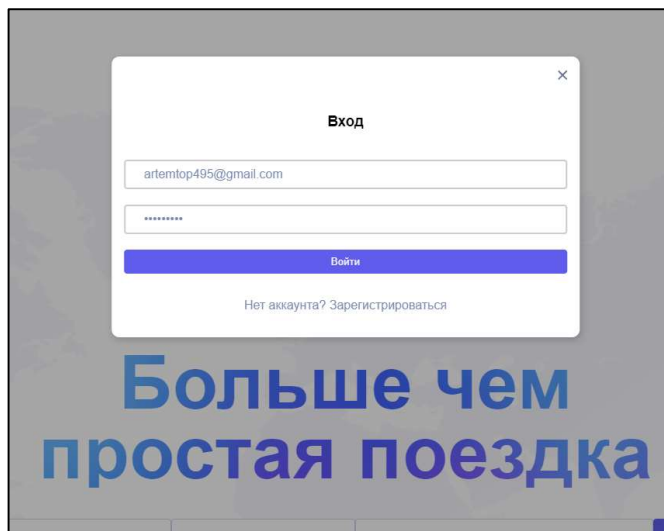 Вход
artemtop495@gmail.com
•••••••••
Войти
Нет аккаунта? Зарегистрироваться
Больше чем
простая поездка